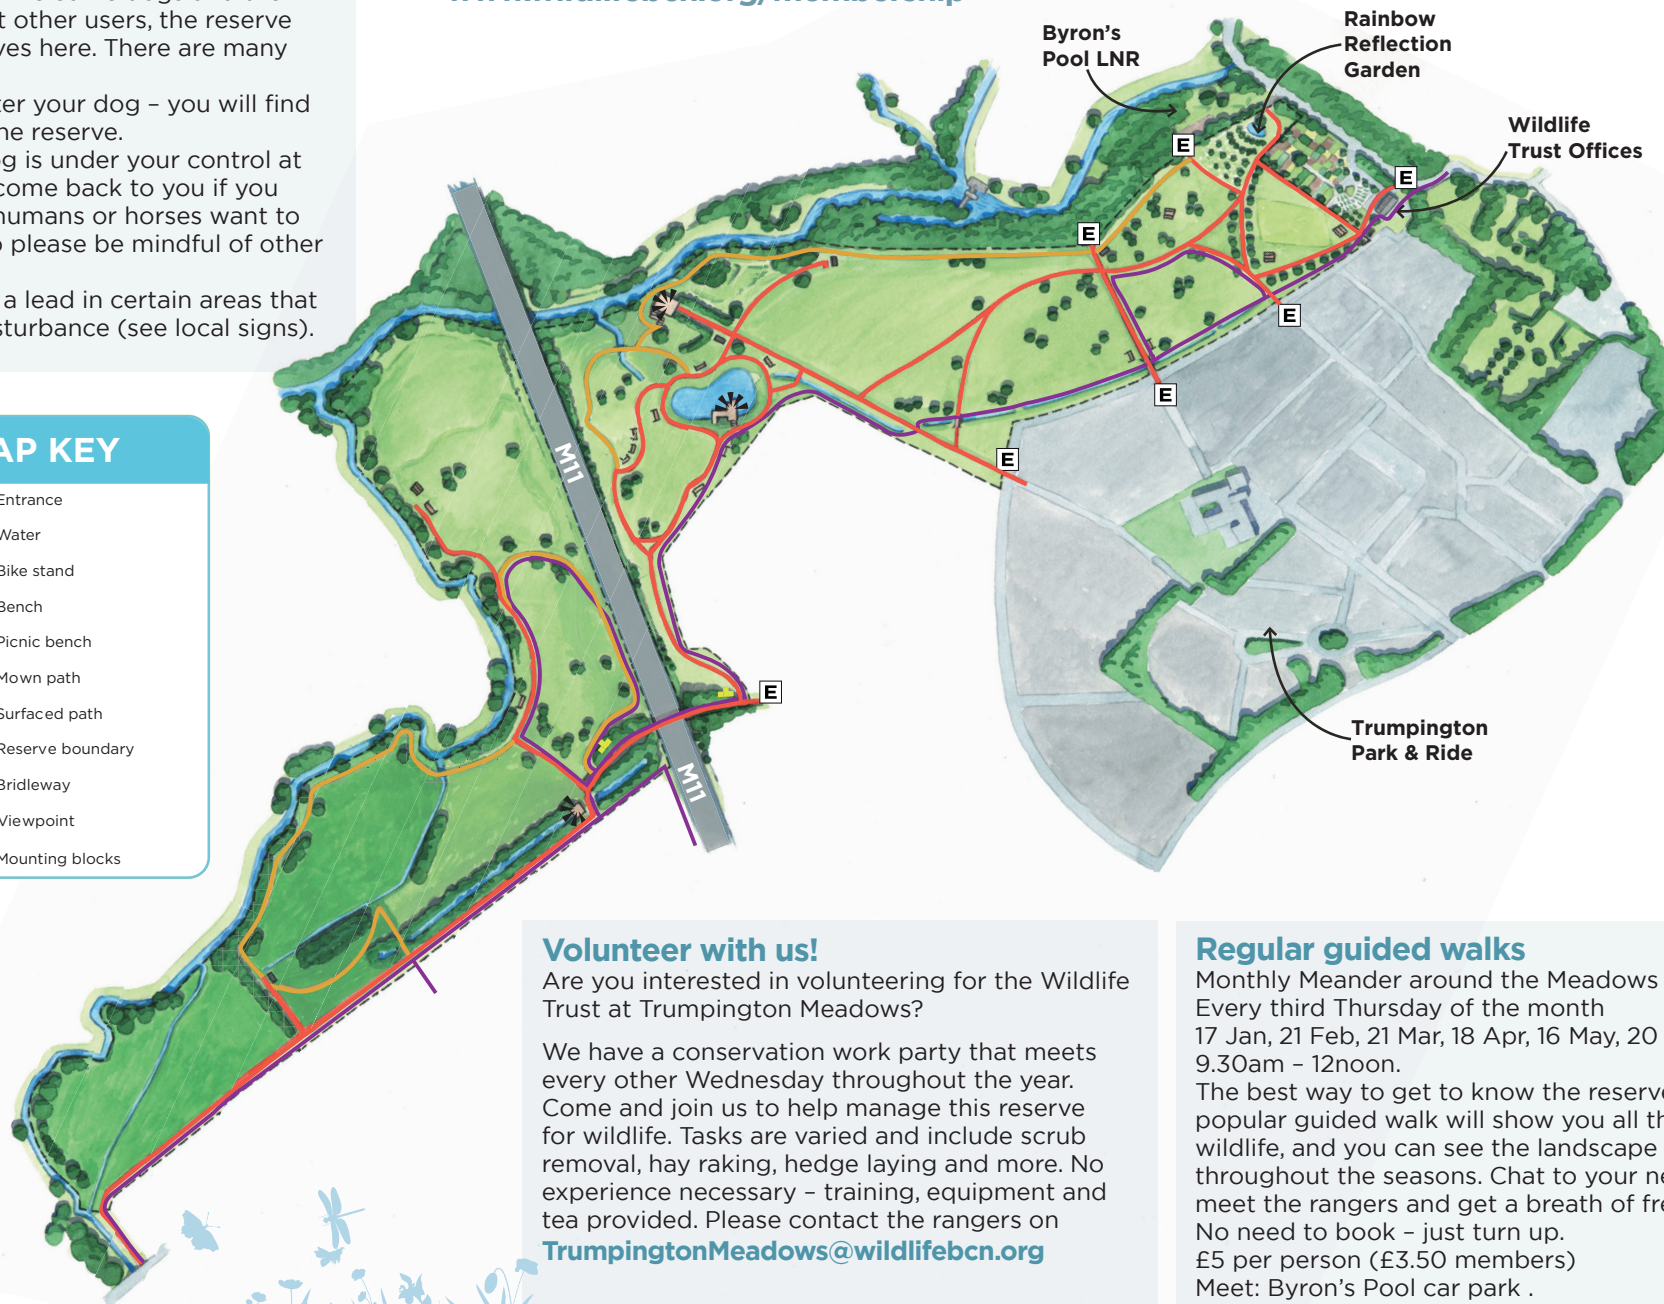 t other users, the reserve
ves here. There are many
ter your dog – you will find
he reserve.
og is under your control at
come back to you if you
humans or horses want to
o please be mindful of other
a lead in certain areas that
sturbance (see local signs).
AP KEY
Entrance
Water
Bike stand
Bench
Picnic bench
Mown path
Surfaced path
Reserve boundary
Bridleway
Viewpoint
Mounting blocks
Byron's
Pool LNR
Rainbow
Reflection
Garden
Wildlife
Trust Offices
E
E
E
E
E
E
E
M11
M11
Trumpington
Park & Ride
Volunteer with us!
Are you interested in volunteering for the Wildlife
Trust at Trumpington Meadows?
We have a conservation work party that meets
every other Wednesday throughout the year.
Come and join us to help manage this reserve
for wildlife. Tasks are varied and include scrub
removal, hay raking, hedge laying and more. No
experience necessary – training, equipment and
tea provided. Please contact the rangers on
TrumpingtonMeadows@wildlifebcn.org
Regular guided walks
Monthly Meander around the Meadows
Every third Thursday of the month
17 Jan, 21 Feb, 21 Mar, 18 Apr, 16 May, 20
9.30am – 12noon.
The best way to get to know the reserve
popular guided walk will show you all th
wildlife, and you can see the landscape
throughout the seasons. Chat to your ne
meet the rangers and get a breath of fre
No need to book – just turn up.
£5 per person (£3.50 members)
Meet: Byron's Pool car park .